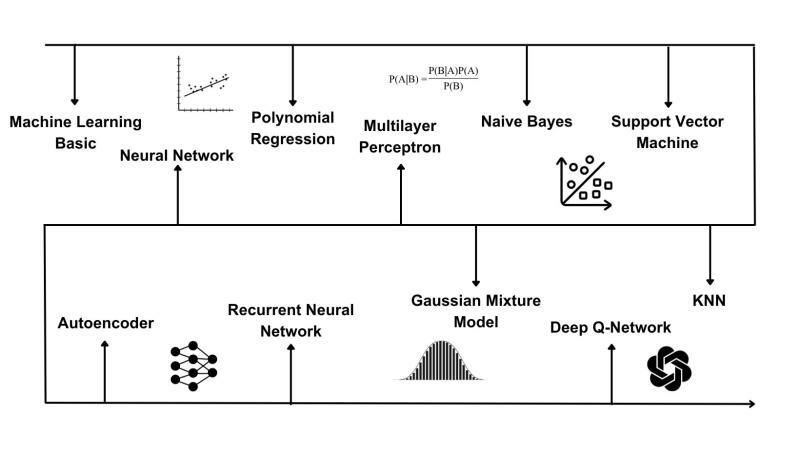 P(A|B) = P(B|A)P(A)
P(B)
Machine Learning
Basic
Polynomial
Regression
Naive Bayes
Support Vector
Machine
Neural Network
Multilayer
Perceptron
Gaussian Mixture
Model
KNN
Autoencoder
Recurrent Neural
Network
Deep Q-Network